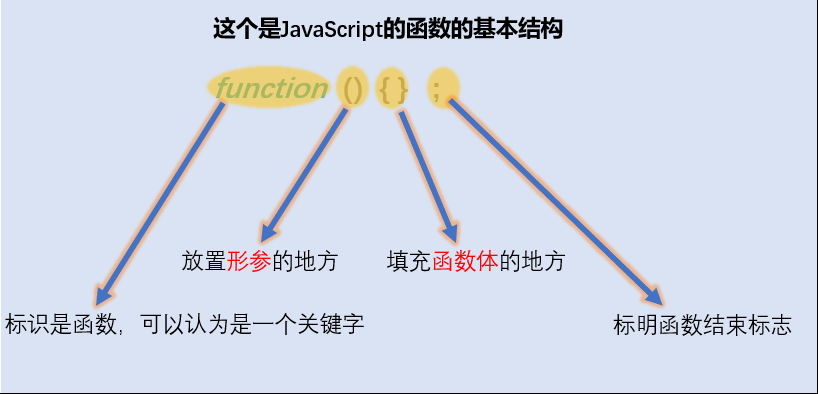 这个是JavaScript的函数的基本结构
function () { } ;
放置形参的地方
填充函数体的地方
标识是函数，可以认为是一个关键字
标明函数结束标志